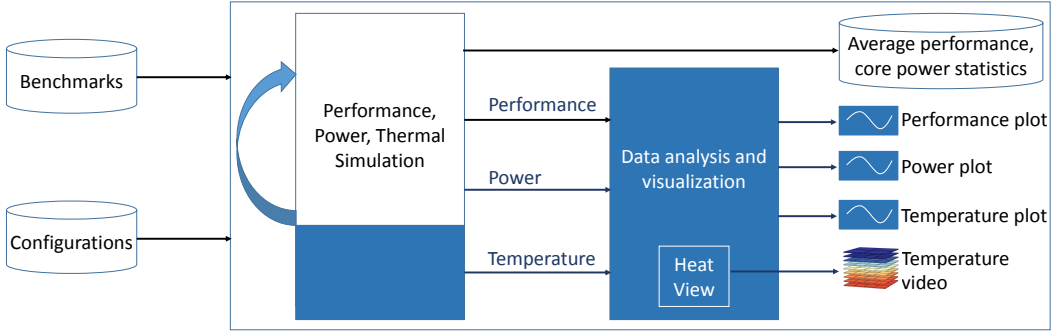 Benchmarks
Configurations
Performance,
Power, Thermal
Simulation
Performance
Power
Temperature
Data analysis and
visualization
Heat
View
Average performance,
core power statistics
Performance plot
Power plot
Temperature plot
Temperature
video